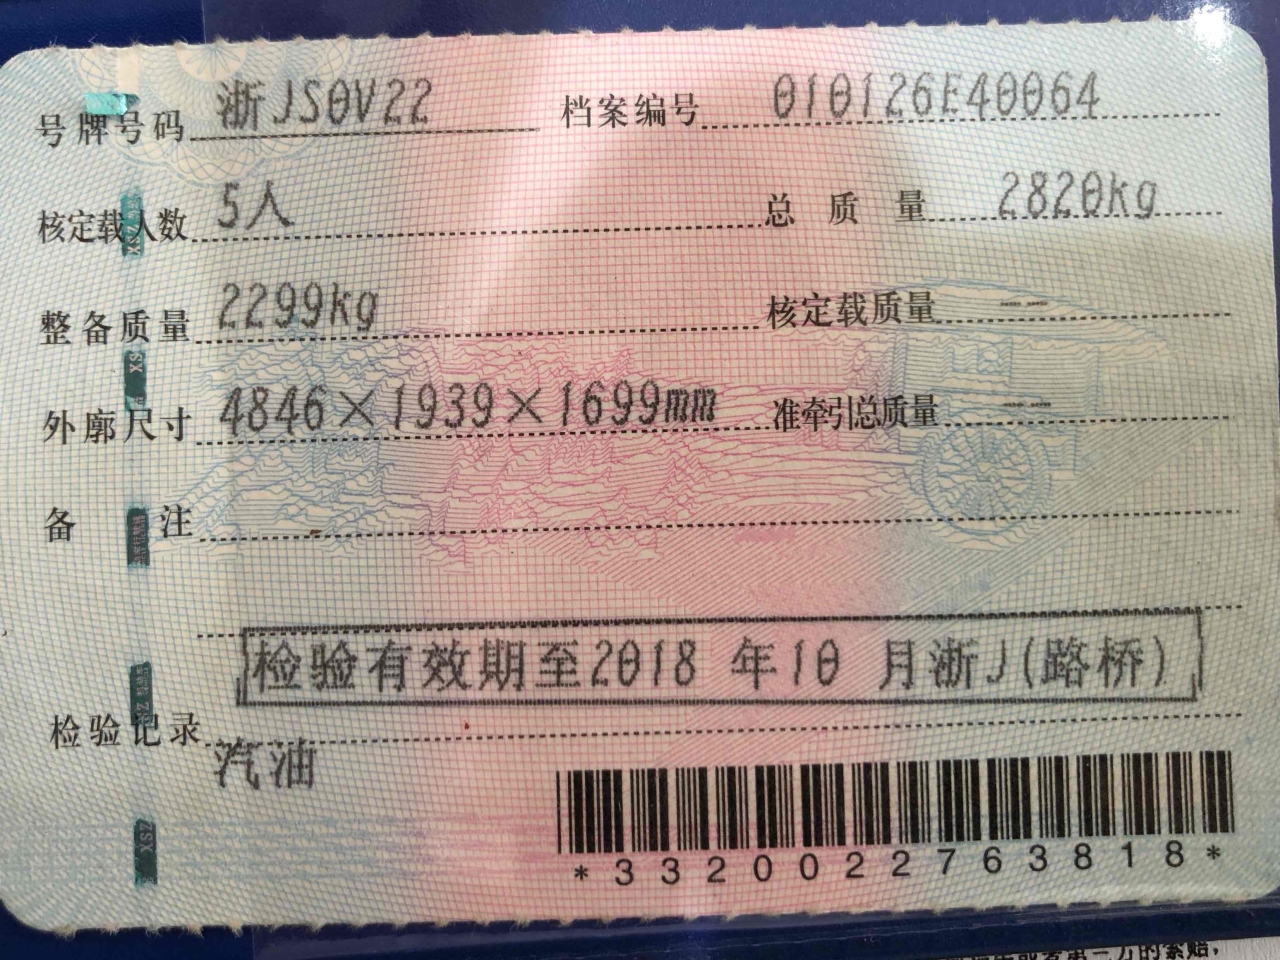 号牌号码 浙JS0V22 档案编号 010126E40064
核定载人数 5人 总质量 2820kg
整备质量 2299kg 核定载质量 -- --
外廓尺寸 4846×1939×1699mm 准牵引总质量 -- --
备注
检验有效期至2018 年10 月浙J(路桥)
检验记录
汽油
*3320022763818*